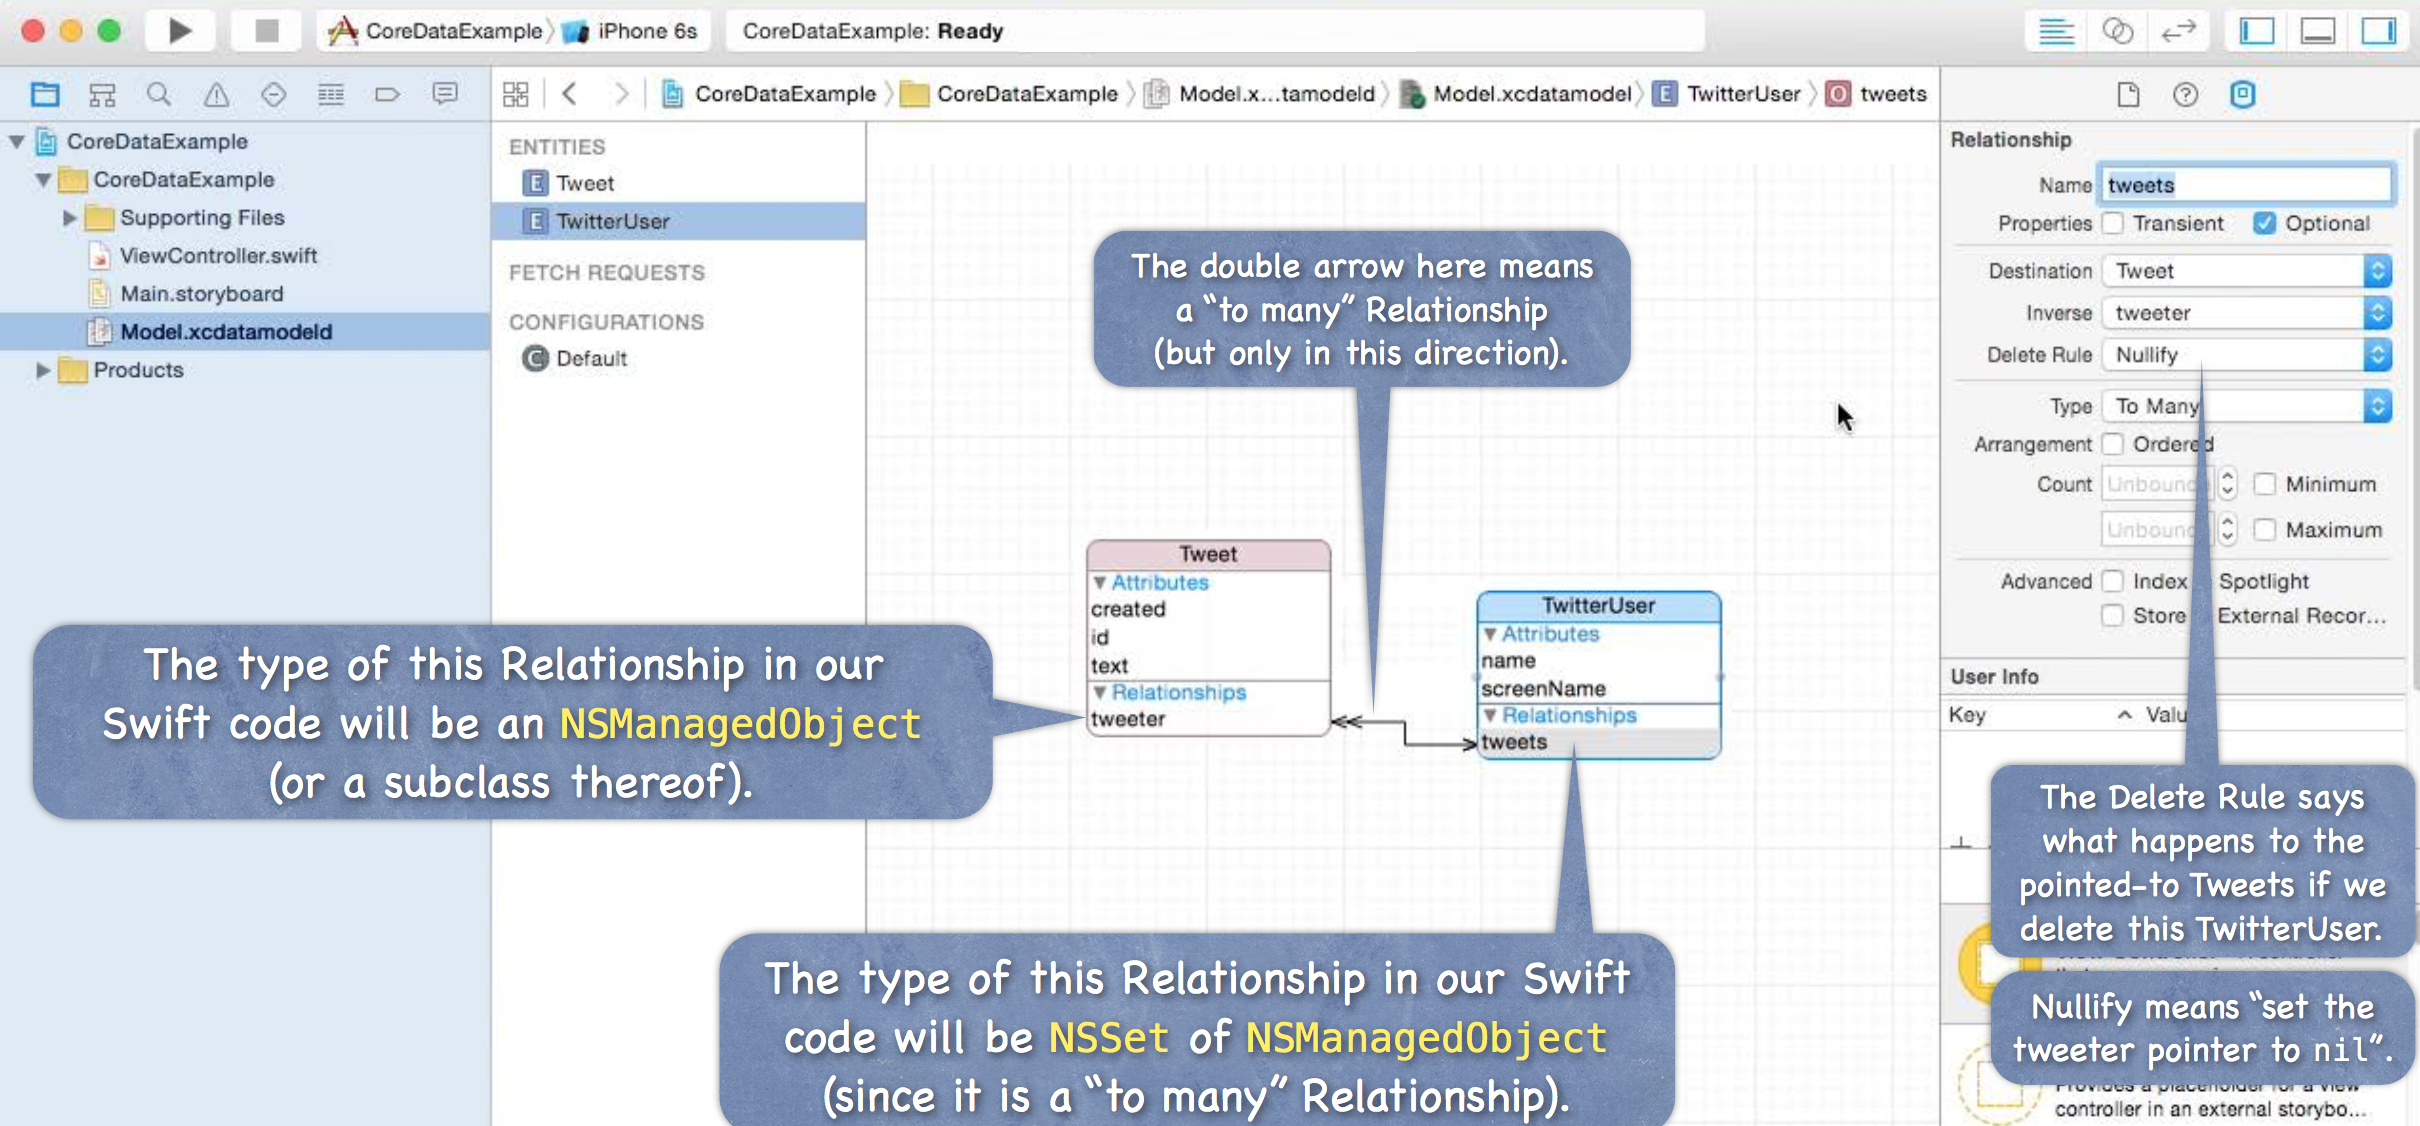 CoreDataExample
iPhone 6s
CoreDataExample: Ready
CoreDataExample
CoreDataExample
Model.x...tamodeld
Model.xcdatamodel
E
TwitterUser
O
tweets
CoreDataExample
CoreDataExample
Supporting Files
ViewController.swift
Main.storyboard
Model.xcdatamodeld
Products
ENTITIES
E Tweet
E TwitterUser
FETCH REQUESTS
CONFIGURATIONS
C Default
The double arrow here means
a “to many” Relationship
(but only in this direction).
Tweet
Attributes
created
id
text
Relationships
tweeter
TwitterUser
Attributes
name
screenName
Relationships
tweets
The type of this Relationship in our
Swift code will be an NSManagedObject
(or a subclass thereof).
The type of this Relationship in our Swift
code will be NSSet of NSManagedObject
(since it is a “to many” Relationship).
Relationship
Name tweets
Properties Transient Optional
Destination Tweet
Inverse tweeter
Delete Rule Nullify
Type To Many
Arrangement Ordered
Count Minimum
Maximum
Advanced Index Spotlight
Store External Recor...
User Info
Key
The Delete Rule says
what happens to the
pointed-to Tweets if we
delete this TwitterUser.
Nullify means “set the
tweeter pointer to nil”.
Provides a placeholder for a view
controller in an external storybo...